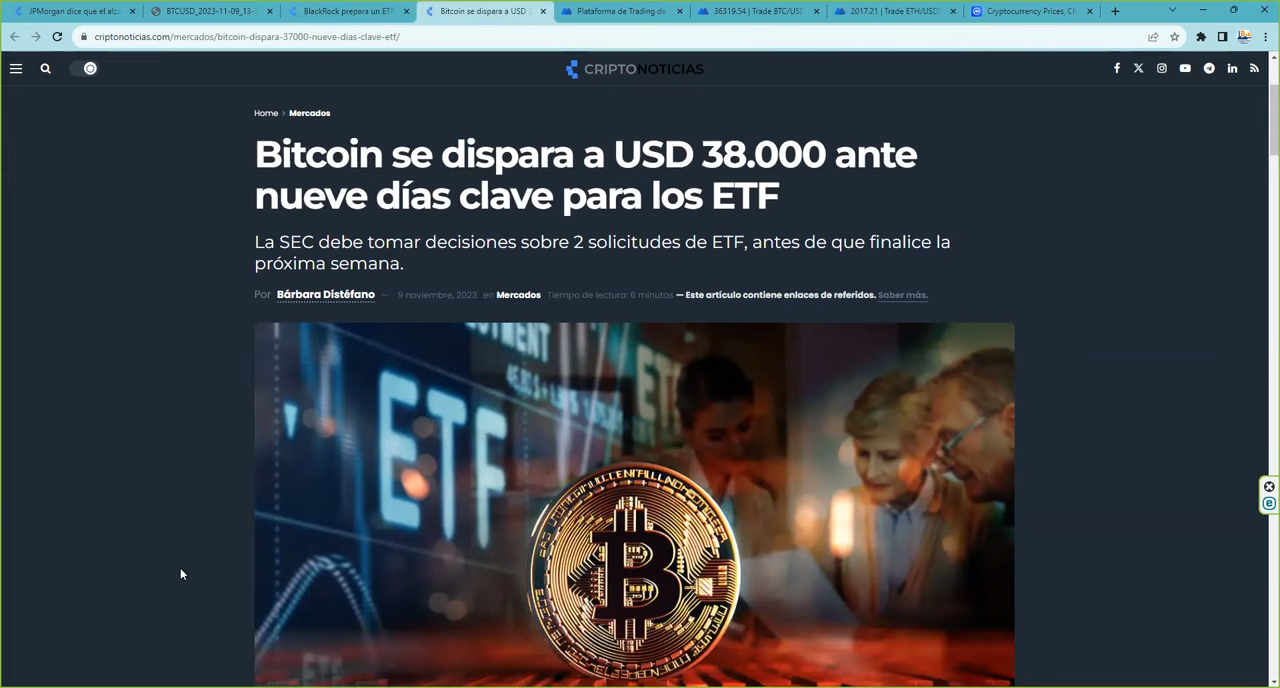 JPMorgan dice que el alza
BTCUSD_2023-11-09_13-
BlackRock prepara un ETF
Bitcoin se dispara a USD
Plataforma de Trading de
36319.54 | Trade BTC/USD
2017.21 | Trade ETH/USDT
Cryptocurrency Prices, Ch
criptonoticias.com/mercados/bitcoin-dispara-37000-nueve-dias-clave-etf/
CRIPTONOTICIAS
Home > Mercados
Bitcoin se dispara a USD 38.000 ante
nueve días clave para los ETF
La SEC debe tomar decisiones sobre 2 solicitudes de ETF, antes de que finalice la
próxima semana.
Por Bárbara Distéfano — 9 noviembre, 2023 en Mercados Tiempo de lectura: 6 minutos — Este artículo contiene enlaces de referidos. Saber más.
ETF